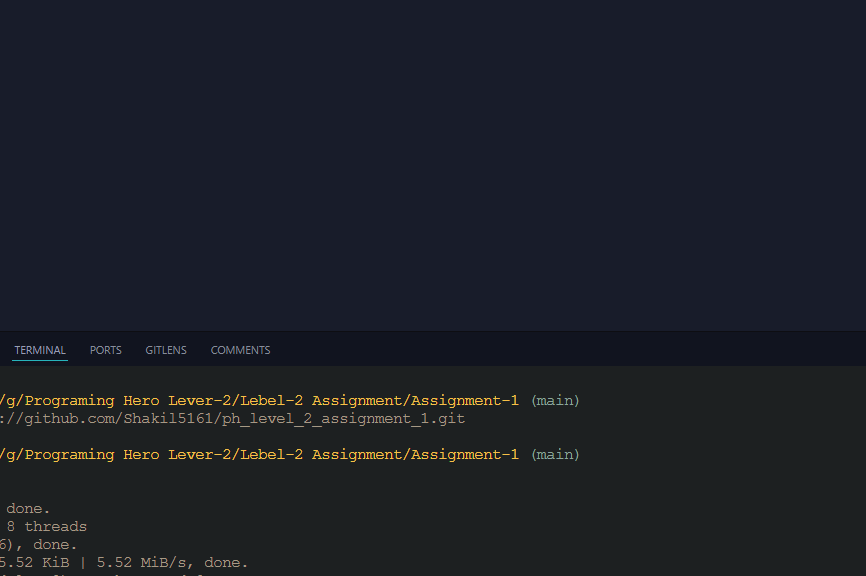 TERMINAL PORTS GITLENS COMMENTS
/g/Programing Hero Lever-2/Lebel-2 Assignment/Assignment-1 (main)
://github.com/Shakil5161/ph_level_2_assignment_1.git
/g/Programing Hero Lever-2/Lebel-2 Assignment/Assignment-1 (main)
done.
8 threads
6), done.
5.52 KiB | 5.52 MiB/s, done.